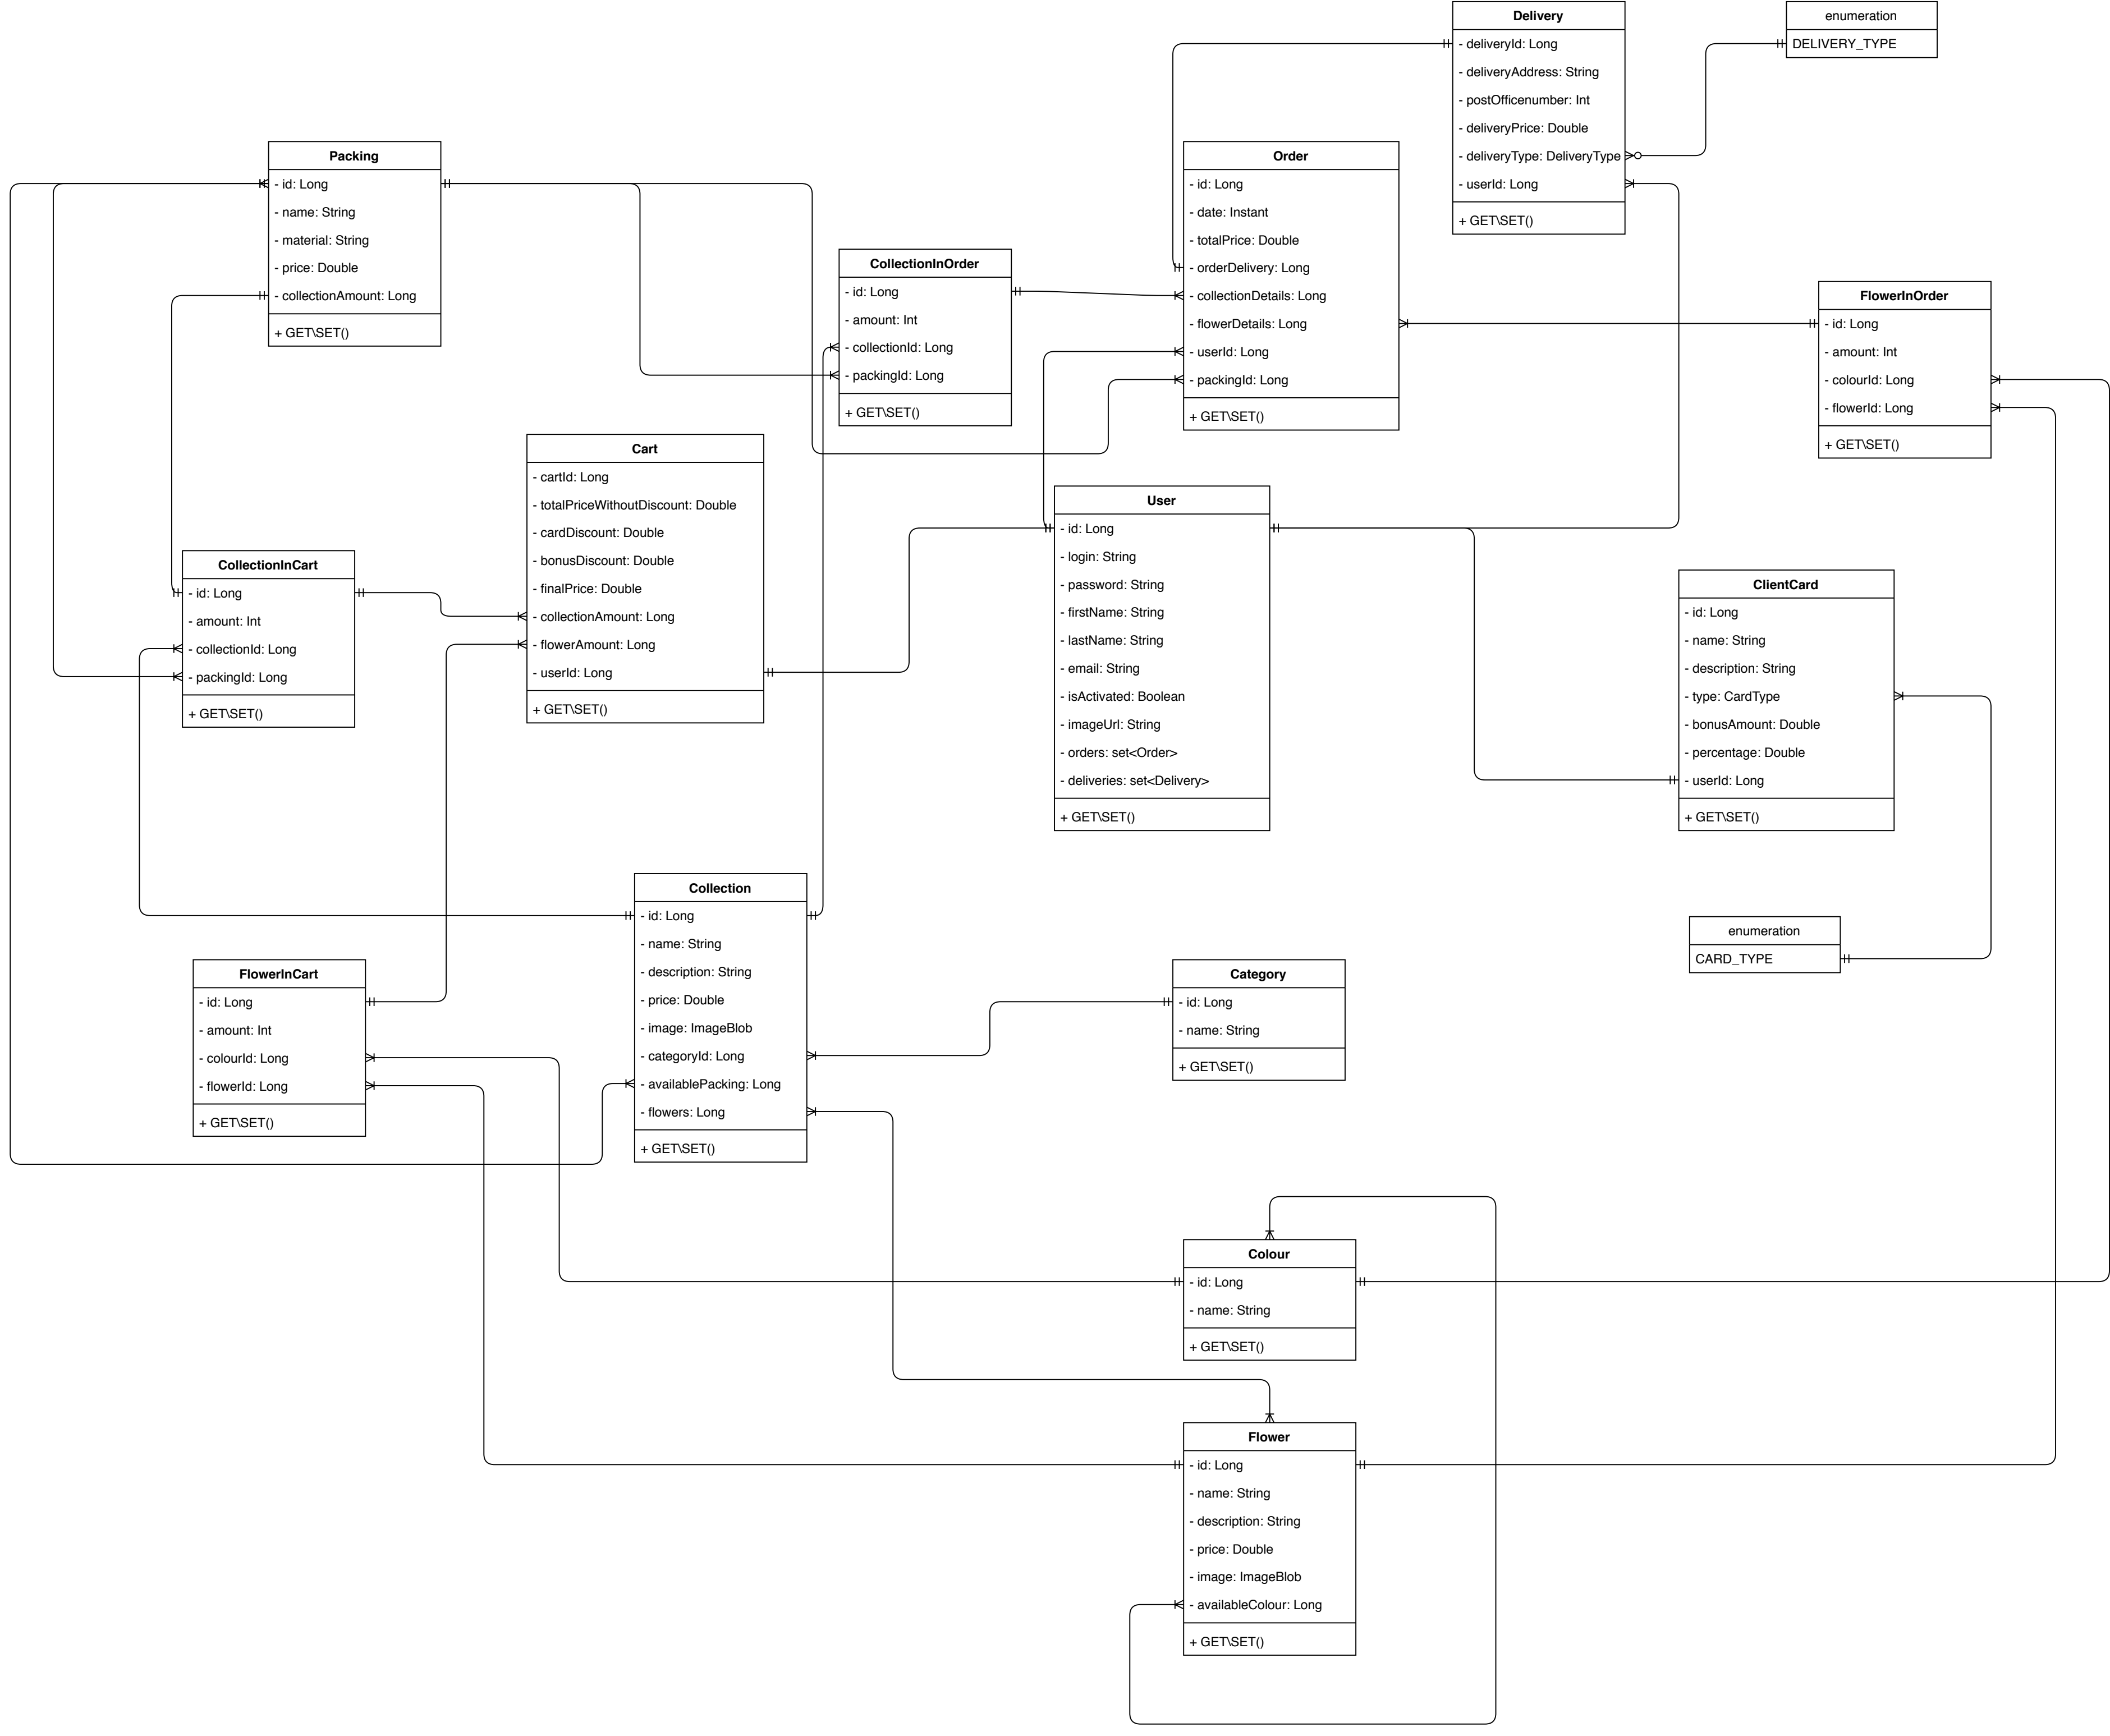 Delivery
- deliveryId: Long
- deliveryAddress: String
- postOfficenumber: Int
- deliveryPrice: Double
- deliveryType: DeliveryType
- userId: Long
+ GET\SET()
enumeration
DELIVERY_TYPE
Packing
- id: Long
- name: String
- material: String
- price: Double
- collectionAmount: Long
+ GET\SET()
Order
- id: Long
- date: Instant
- totalPrice: Double
- orderDelivery: Long
- collectionDetails: Long
- flowerDetails: Long
- userId: Long
- packingId: Long
+ GET\SET()
CollectionInOrder
- id: Long
- amount: Int
- collectionId: Long
- packingId: Long
+ GET\SET()
FlowerInOrder
- id: Long
- amount: Int
- colourId: Long
- flowerId: Long
+ GET\SET()
Cart
- cartId: Long
- totalPriceWithoutDiscount: Double
- cardDiscount: Double
- bonusDiscount: Double
- finalPrice: Double
- collectionAmount: Long
- flowerAmount: Long
- userId: Long
+ GET\SET()
User
- id: Long
- login: String
- password: String
- firstName: String
- lastName: String
- email: String
- isActivated: Boolean
- imageUrl: String
- orders: set<Order>
- deliveries: set<Delivery>
+ GET\SET()
CollectionInCart
- id: Long
- amount: Int
- collectionId: Long
- packingId: Long
+ GET\SET()
ClientCard
- id: Long
- name: String
- description: String
- type: CardType
- bonusAmount: Double
- percentage: Double
- userId: Long
+ GET\SET()
Collection
- id: Long
- name: String
- description: String
- price: Double
- image: ImageBlob
- categoryId: Long
- availablePacking: Long
- flowers: Long
+ GET\SET()
enumeration
CARD_TYPE
FlowerInCart
- id: Long
- amount: Int
- colourId: Long
- flowerId: Long
+ GET\SET()
Category
- id: Long
- name: String
+ GET\SET()
Colour
- id: Long
- name: String
+ GET\SET()
Flower
- id: Long
- name: String
- description: String
- price: Double
- image: ImageBlob
- availableColour: Long
+ GET\SET()